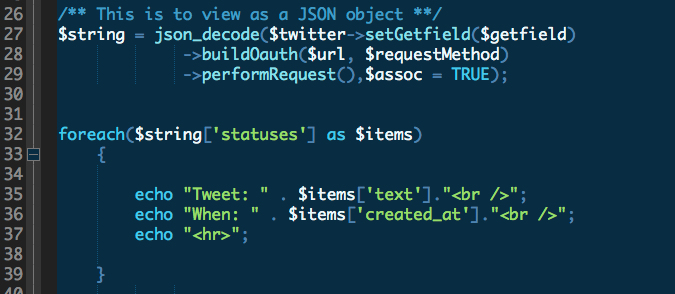 26 /** This is to view as a JSON object **/
27 $string = json_decode($twitter->setGetfield($getfield)
28 ->buildOauth($url, $requestMethod)
29 ->performRequest(),$assoc = TRUE);
30
31
32 foreach($string['statuses'] as $items)
33 {
34
35 echo "Tweet: " . $items['text']."<br />";
36 echo "When: " . $items['created_at']."<br />";
37 echo "<hr>";
38
39 }
40